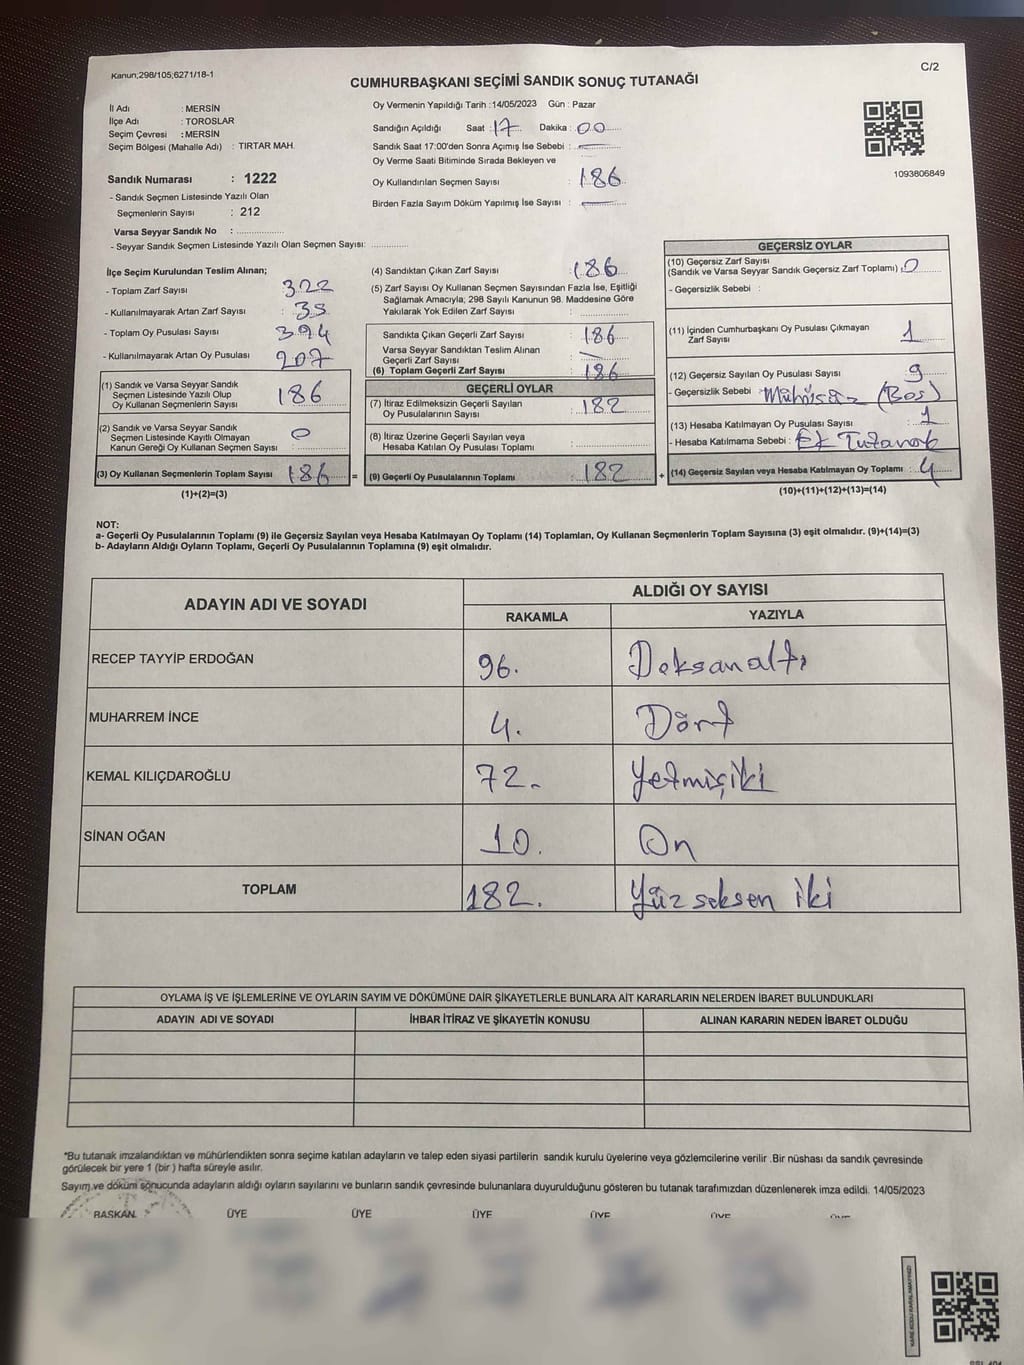 Kanun;298/105;6271/18-1
C/2
CUMHURBAŞKANI SEÇİMİ SANDIK SONUÇ TUTANAĞI
İl Adı : MERSİN
İlçe Adı : TOROSLAR
Seçim Çevresi : MERSİN
Seçim Bölgesi (Mahalle Adı) : TIRTAR MAH.
Sandık Numarası : 1222
- Sandık Seçmen Listesinde Yazılı Olan
Seçmenlerin Sayısı : 212
Varsa Seyyar Sandık No :
- Seyyar Sandık Seçmen Listesinde Yazılı Olan Seçmen Sayısı:
Oy Vermenin Yapıldığı Tarih :14/05/2023 Gün : Pazar
Sandığın Açıldığı Saat : 17 Dakika : 00
Sandık Saat 17:00'den Sonra Açımış İse Sebebi :
Oy Verme Saati Bitiminde Sırada Bekleyen ve
Oy Kullandırılan Seçmen Sayısı : 186
Birden Fazla Sayım Döküm Yapılmış İse Sayısı :
1093806849
İlçe Seçim Kurulundan Teslim Alınan;
- Toplam Zarf Sayısı : 322
- Kullanılmayarak Artan Zarf Sayısı :
- Toplam Oy Pusulası Sayısı : 394
- Kullanılmayarak Artan Oy Pusulası : 207
(1) Sandık ve Varsa Seyyar Sandık
Seçmen Listesinde Yazılı Olup
Oy Kullanan Seçmenlerin Sayısı : 186
(2) Sandık ve Varsa Seyyar Sandık
Seçmen Listesinde Kayıtlı Olmayan
Kanun Gereği Oy Kullanan Seçmen Sayısı : 0
(3) Oy Kullanan Seçmenlerin Toplam Sayısı : 186
(1)+(2)=(3)
(4) Sandıktan Çıkan Zarf Sayısı : 186
(5) Zarf Sayısı Oy Kullanan Seçmen Sayısından Fazla İse, Eşitliği
Sağlamak Amacıyla; 298 Sayılı Kanunun 98. Maddesine Göre
Yakılarak Yok Edilen Zarf Sayısı :
Sandıkta Çıkan Geçerli Zarf Sayısı : 186
Varsa Seyyar Sandıktan Teslim Alınan
Geçerli Zarf Sayısı :
(6) Toplam Geçerli Zarf Sayısı : 186
GEÇERLİ OYLAR
(7) İtiraz Edilmeksizin Geçerli Sayılan
Oy Pusulalarının Sayısı : 182
(8) İtiraz Üzerine Geçerli Sayılan veya
Hesaba Katılan Oy Pusulası Toplamı :
= (9) Geçerli Oy Pusulalarının Toplamı : 182
GEÇERSİZ OYLAR
(10) Geçersiz Zarf Sayısı
(Sandık ve Varsa Seyyar Sandık Geçersiz Zarf Toplamı) : 0
- Geçersizlik Sebebi :
(11) İçinden Cumhurbaşkanı Oy Pusulası Çıkmayan
Zarf Sayısı : 1
(12) Geçersiz Sayılan Oy Pusulası Sayısı :
- Geçersizlik Sebebi : Mühürsüz (Boş)
(13) Hesaba Katılmayan Oy Pusulası Sayısı : 1
- Hesaba Katılmama Sebebi : Ek Tutanak
+ (14) Geçersiz Sayılan veya Hesaba Katılmayan Oy Toplamı : 4
(10)+(11)+(12)+(13)=(14)
NOT:
a- Geçerli Oy Pusulalarının Toplamı (9) ile Geçersiz Sayılan veya Hesaba Katılmayan Oy Toplamı (14) Toplamları, Oy Kullanan Seçmenlerin Toplam Sayısına (3) eşit olmalıdır. (9)+(14)=(3)
b- Adayların Aldığı Oyların Toplamı, Geçerli Oy Pusulalarının Toplamına (9) eşit olmalıdır.
ADAYIN ADI VE SOYADI
ALDIĞI OY SAYISI
RAKAMLA YAZIYLA
RECEP TAYYİP ERDOĞAN 96. Doksanaltı
MUHARREM İNCE 4. Dört
KEMAL KILIÇDAROĞLU 72. Yetmişiki
SİNAN OĞAN 10. On
TOPLAM 182. Yüz seksen iki
OYLAMA İŞ VE İŞLEMLERİNE VE OYLARIN SAYIM VE DÖKÜMÜNE DAİR ŞİKAYETLERLE BUNLARA AİT KARARLARIN NELERDEN İBARET BULUNDUKLARI
ADAYIN ADI VE SOYADI İHBAR İTİRAZ VE ŞİKAYETİN KONUSU ALINAN KARARIN NEDEN İBARET OLDUĞU
*Bu tutanak imzalandıktan ve mühürlendikten sonra seçime katılan adayların ve talep eden siyasi partilerin sandık kurulu üyelerine veya gözlemcilerine verilir .Bir nüshası da sandık çevresinde
görülecek bir yere 1 (bir ) hafta süreyle asılır.
Sayım ve döküm sonucunda adayların aldığı oyların sayılarını ve bunların sandık çevresinde bulunanlara duyurulduğunu gösteren bu tutanak tarafımızdan düzenlenerek imza edildi. 14/05/2023
BAŞKAN ÜYE ÜYE ÜYE ÜYE ÜYE